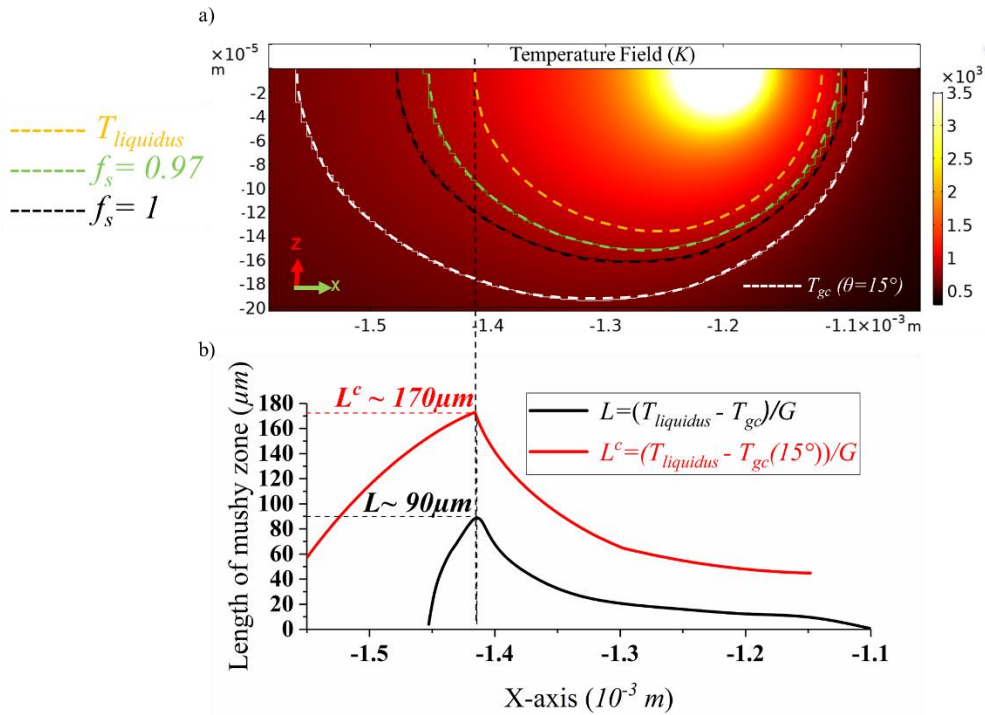 a)
Temperature Field (K)
×10⁻⁵
m
-2
-4
-6
-8
-10
-12
-14
-16
-18
-20
-1.5 -1.4 -1.3 -1.2 -1.1×10⁻³ m
×10³
3.5
3
2.5
2
1.5
1
0.5
T_liquidus
f_s= 0.97
f_s= 1
Z
X
T_gc (θ=15°)
b)
Length of mushy zone (μm)
180
160
140
120
100
80
60
40
20
0
L^c ~ 170μm
L~ 90μm
L=(T_liquidus - T_gc)/G
L^c=(T_liquidus - T_gc(15°))/G
-1.5 -1.4 -1.3 -1.2 -1.1
X-axis (10⁻³ m)